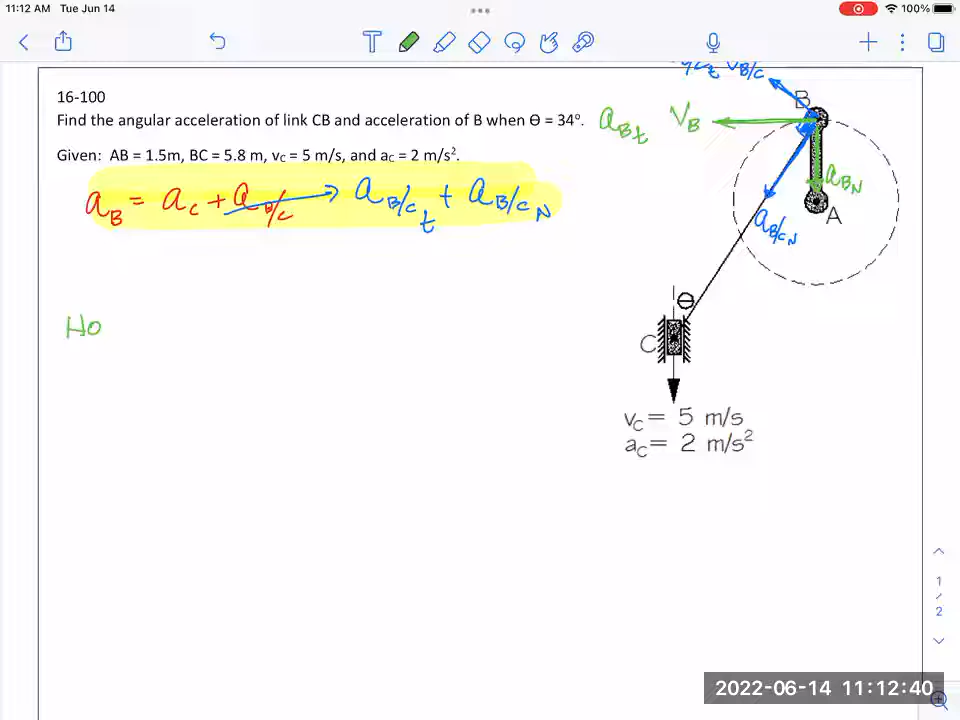 11:12 AM Tue Jun 14
100%
16-100
Find the angular acceleration of link CB and acceleration of B when Θ = 34°.
Given: AB = 1.5m, BC = 5.8 m, vC = 5 m/s, and aC = 2 m/s².
aB = aC + aB/C → aB/Ct + aB/CN
VB/C
B
aBt VB
aBN
A
aB/CN
Θ
Ho
C
vC = 5 m/s
aC = 2 m/s²
1
/
2
2022-06-14 11:12:40